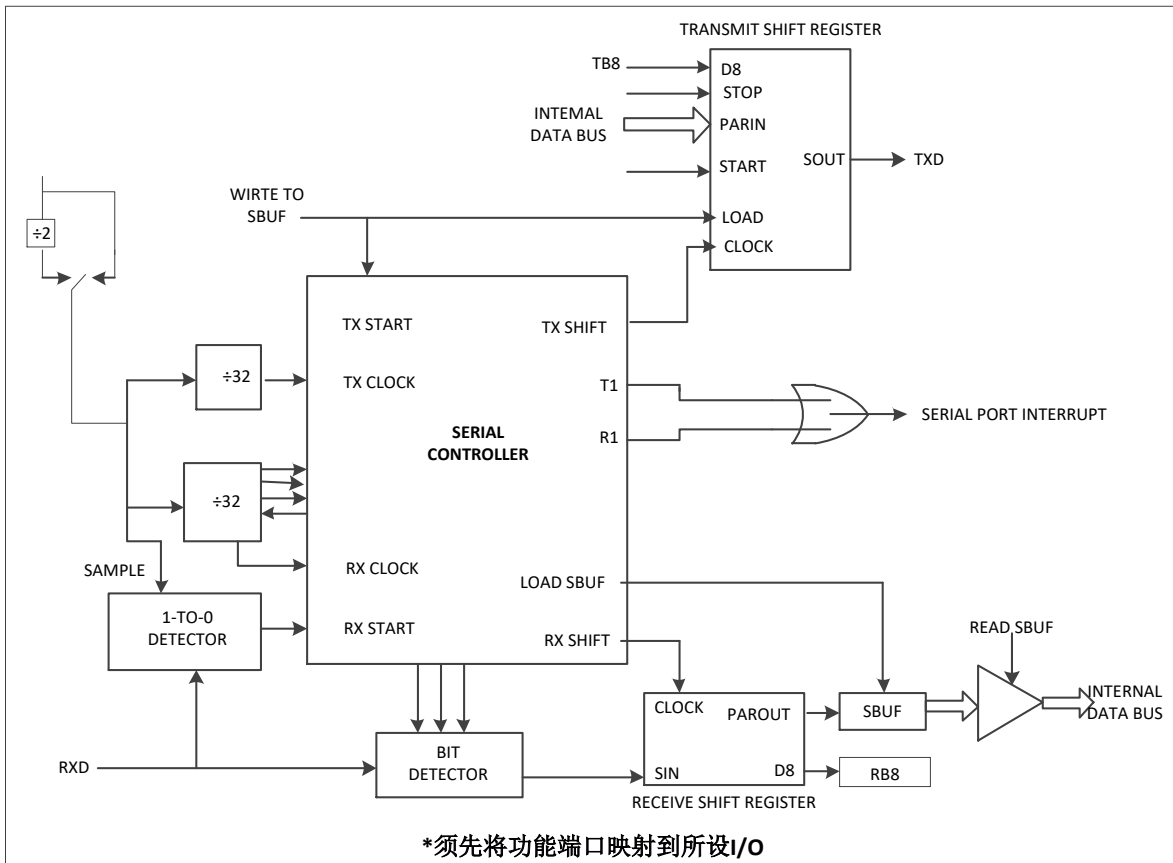 TRANSMIT SHIFT REGISTER
TB8
D8
STOP
INTEMAL
DATA BUS
PARIN
START
SOUT
TXD
WIRTE TO
SBUF
LOAD
CLOCK
÷2
TX START
TX SHIFT
÷32
TX CLOCK
T1
SERIAL PORT INTERRUPT
R1
SERIAL
CONTROLLER
÷32
SAMPLE
RX CLOCK
LOAD SBUF
1-TO-0
DETECTOR
RX START
RX SHIFT
READ SBUF
CLOCK
PAROUT
SBUF
INTERNAL
DATA BUS
RXD
BIT
DETECTOR
SIN
D8
RB8
RECEIVE SHIFT REGISTER
*须先将功能端口映射到所设I/O